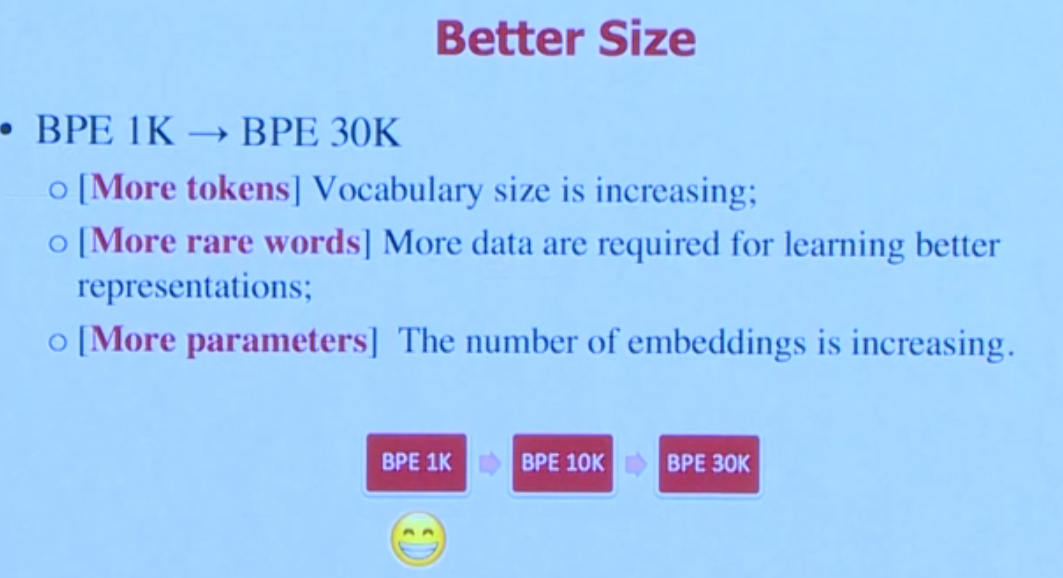 Better Size
• BPE 1K → BPE 30K
○ [More tokens] Vocabulary size is increasing;
○ [More rare words] More data are required for learning better
representations;
○ [More parameters] The number of embeddings is increasing.
BPE 1K
BPE 10K
BPE 30K